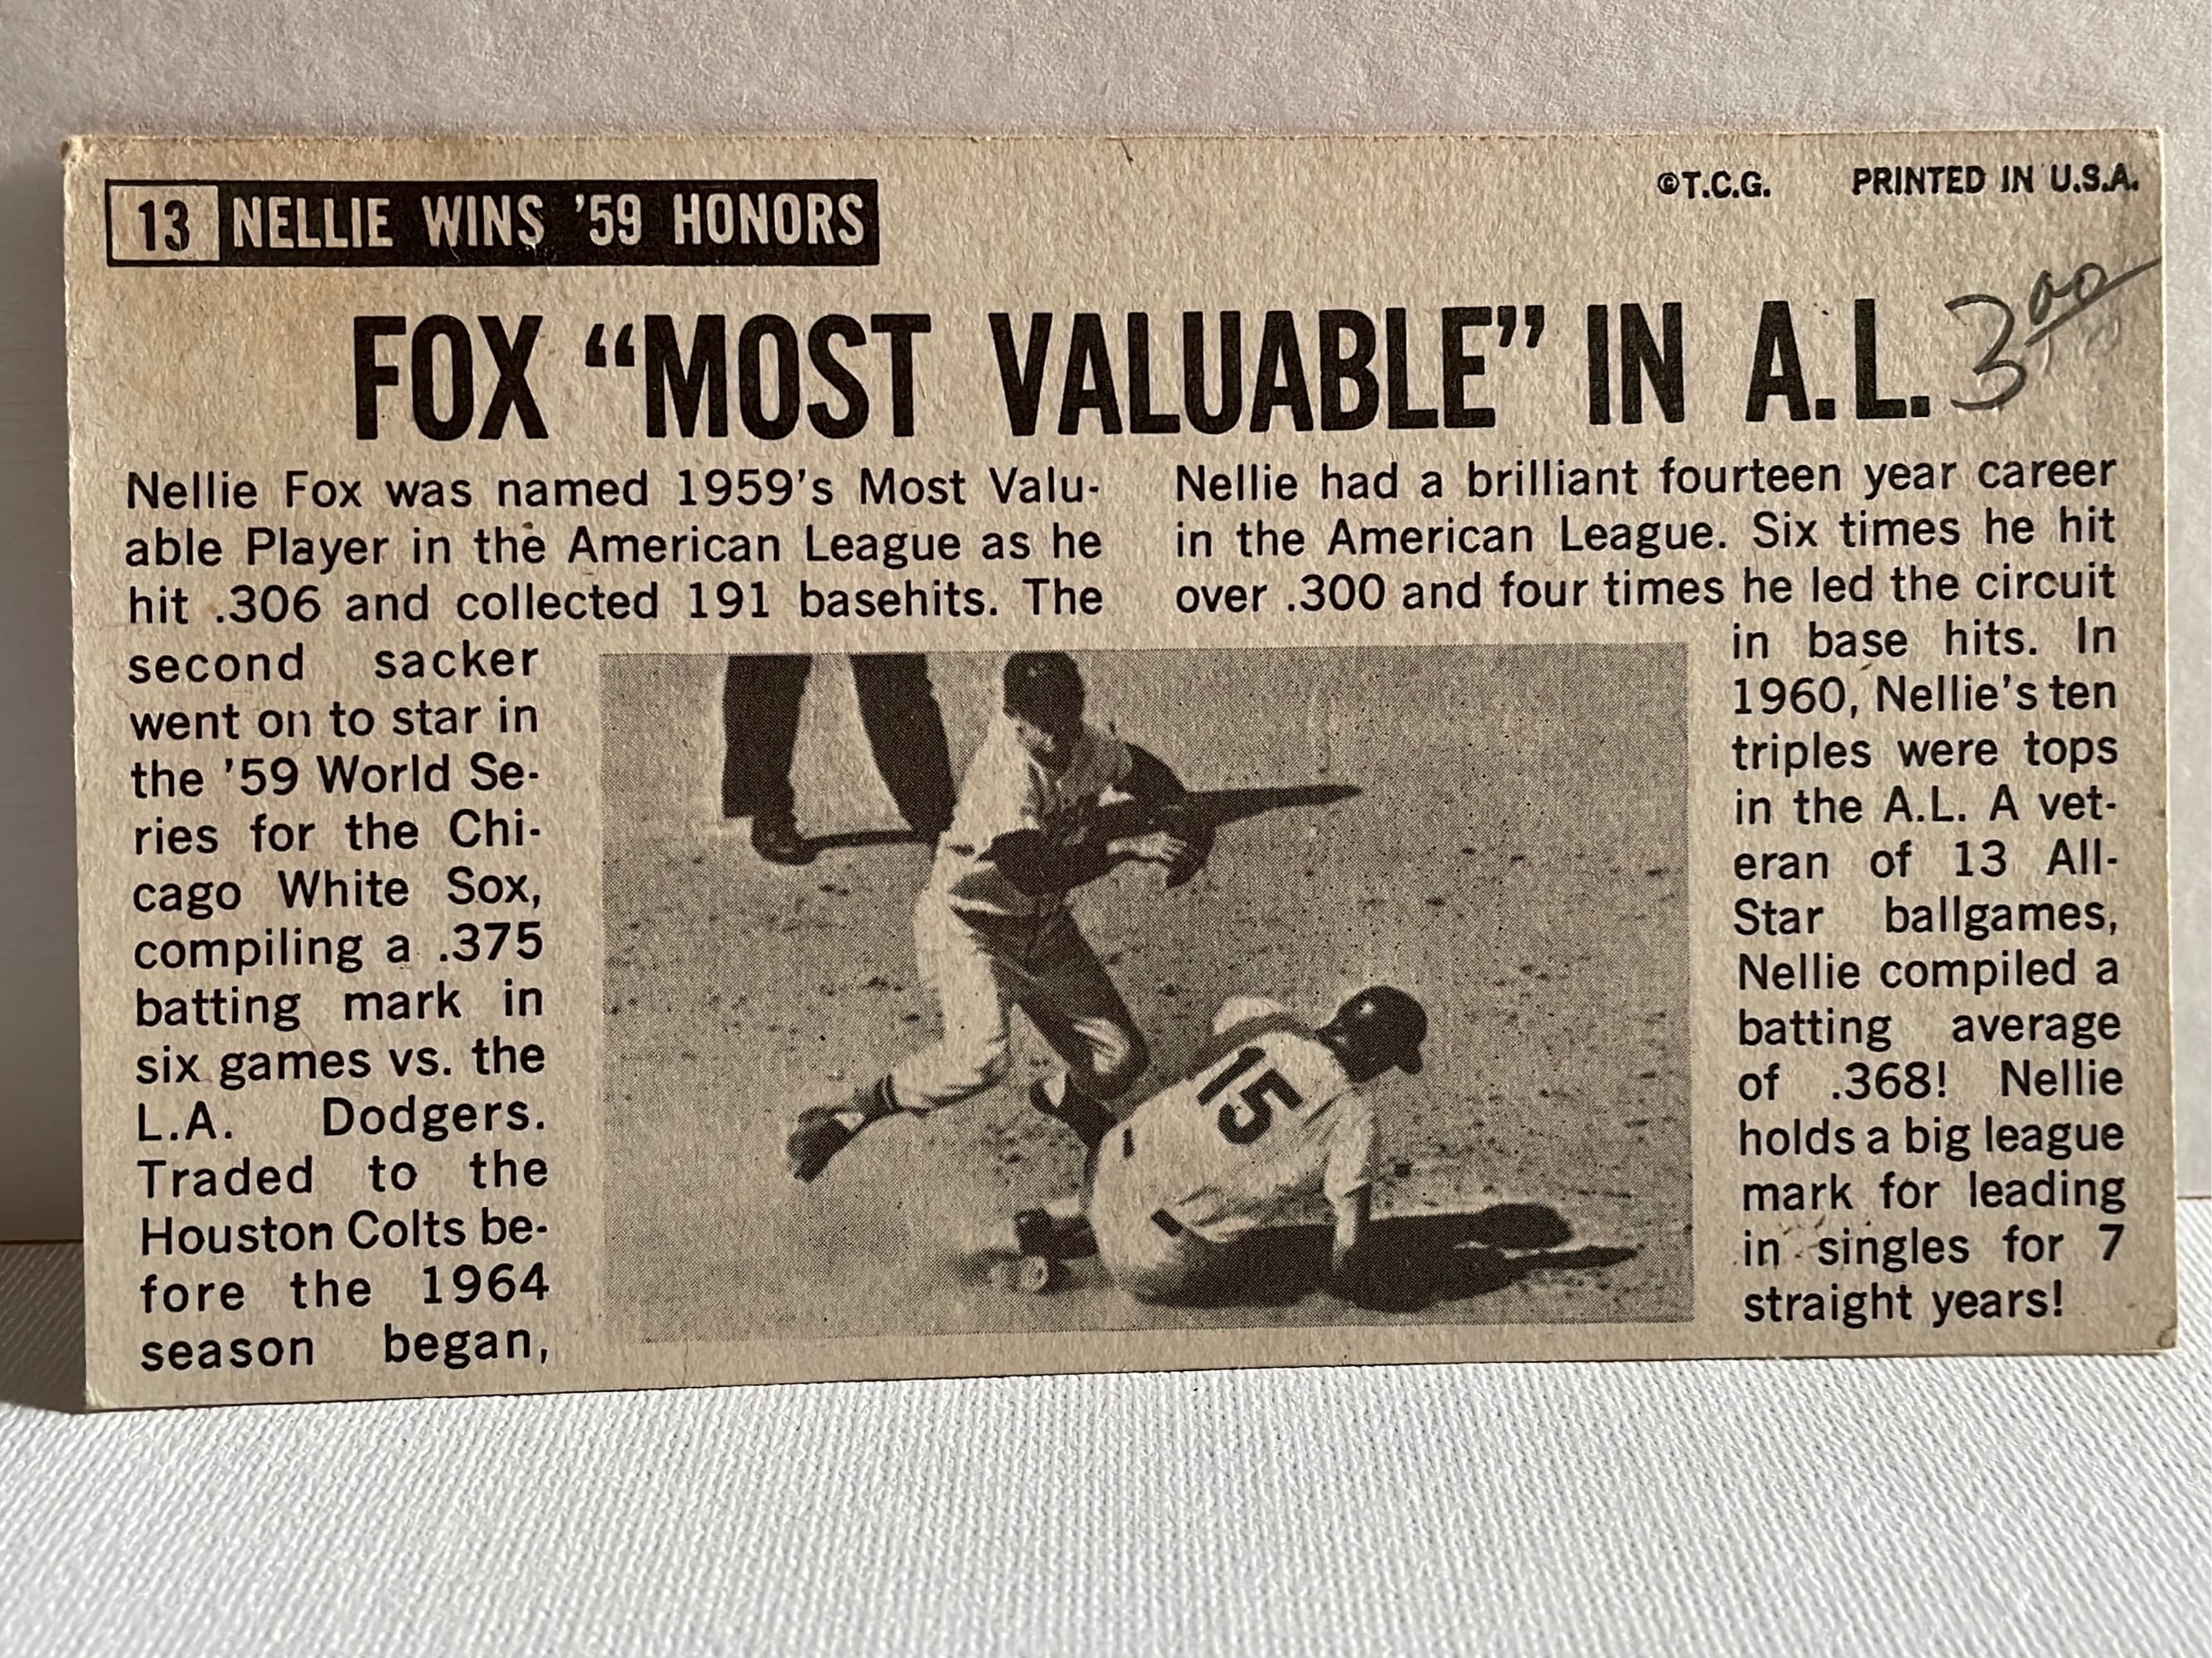 13 NELLIE WINS '59 HONORS
©T.C.G. PRINTED IN U.S.A.
FOX “MOST VALUABLE” IN A.L.
3.00
Nellie Fox was named 1959's Most Valu-
able Player in the American League as he
hit .306 and collected 191 basehits. The
second sacker
went on to star in
the '59 World Se-
ries for the Chi-
cago White Sox,
compiling a .375
batting mark in
six games vs. the
L.A. Dodgers.
Traded to the
Houston Colts be-
fore the 1964
season began,
Nellie had a brilliant fourteen year career
in the American League. Six times he hit
over .300 and four times he led the circuit
in base hits. In
1960, Nellie's ten
triples were tops
in the A.L. A vet-
eran of 13 All-
Star ballgames,
Nellie compiled a
batting average
of .368! Nellie
holds a big league
mark for leading
in singles for 7
straight years!
15